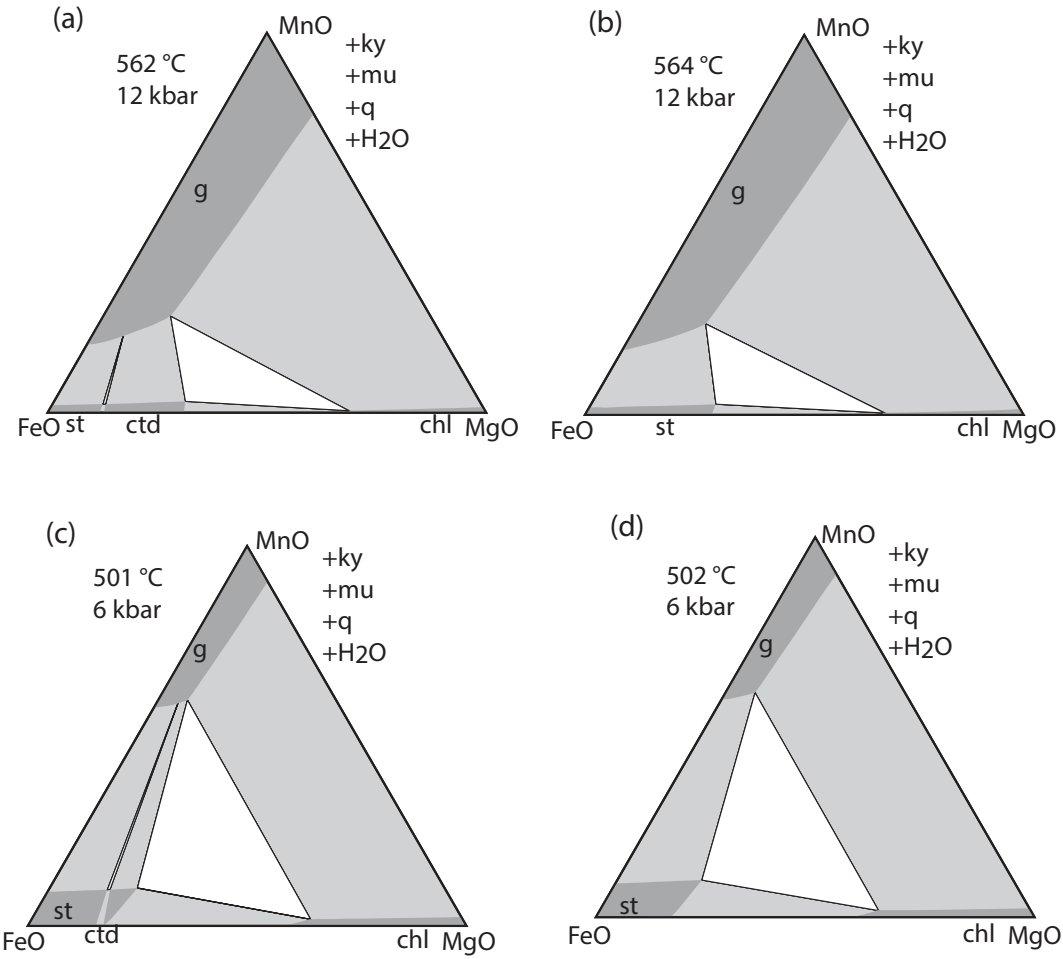 (a)
MnO
562 °C
12 kbar
+ky
+mu
+q
+H2O
g
FeO st ctd chl MgO
(b)
MnO
564 °C
12 kbar
+ky
+mu
+q
+H2O
g
FeO st chl MgO
(c)
MnO
501 °C
6 kbar
+ky
+mu
+q
+H2O
g
st
FeO ctd chl MgO
(d)
MnO
502 °C
6 kbar
+ky
+mu
+q
+H2O
g
st
FeO chl MgO